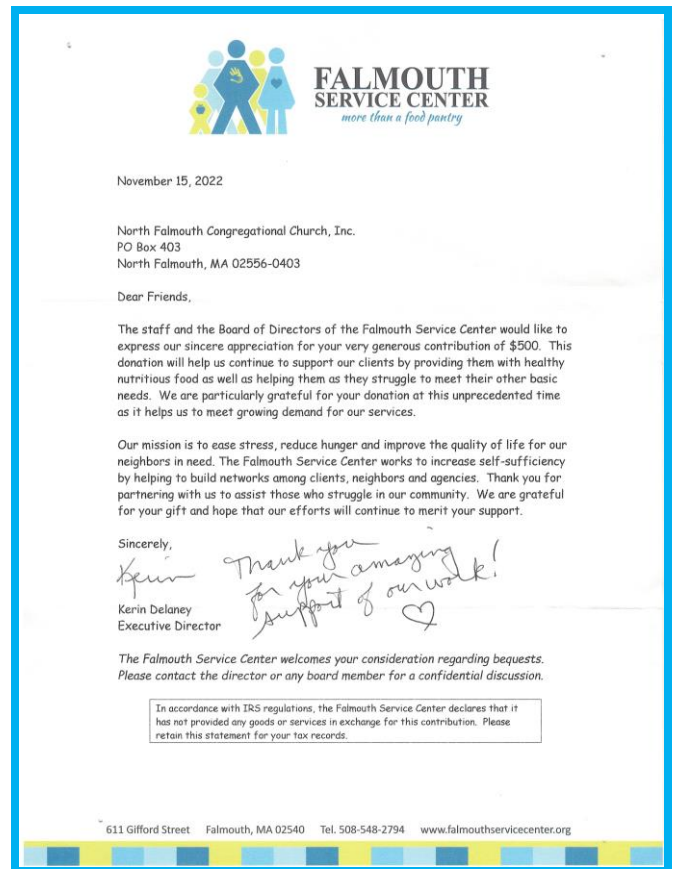 FALMOUTH
SERVICE CENTER
more than a food pantry
November 15, 2022
North Falmouth Congregational Church, Inc.
PO Box 403
North Falmouth, MA 02556-0403
Dear Friends,
The staff and the Board of Directors of the Falmouth Service Center would like to
express our sincere appreciation for your very generous contribution of $500. This
donation will help us continue to support our clients by providing them with healthy
nutritious food as well as helping them as they struggle to meet their other basic
needs. We are particularly grateful for your donation at this unprecedented time
as it helps us to meet growing demand for our services.
Our mission is to ease stress, reduce hunger and improve the quality of life for our
neighbors in need. The Falmouth Service Center works to increase self-sufficiency
by helping to build networks among clients, neighbors and agencies. Thank you for
partnering with us to assist those who struggle in our community. We are grateful
for your gift and hope that our efforts will continue to merit your support.
Sincerely,
Kerin
Thank you
for your amazing
support of our work!
Kerin Delaney
Executive Director
The Falmouth Service Center welcomes your consideration regarding bequests.
Please contact the director or any board member for a confidential discussion.
In accordance with IRS regulations, the Falmouth Service Center declares that it
has not provided any goods or services in exchange for this contribution. Please
retain this statement for your tax records.
611 Gifford Street Falmouth, MA 02540 Tel. 508-548-2794 www.falmouthservicecenter.org